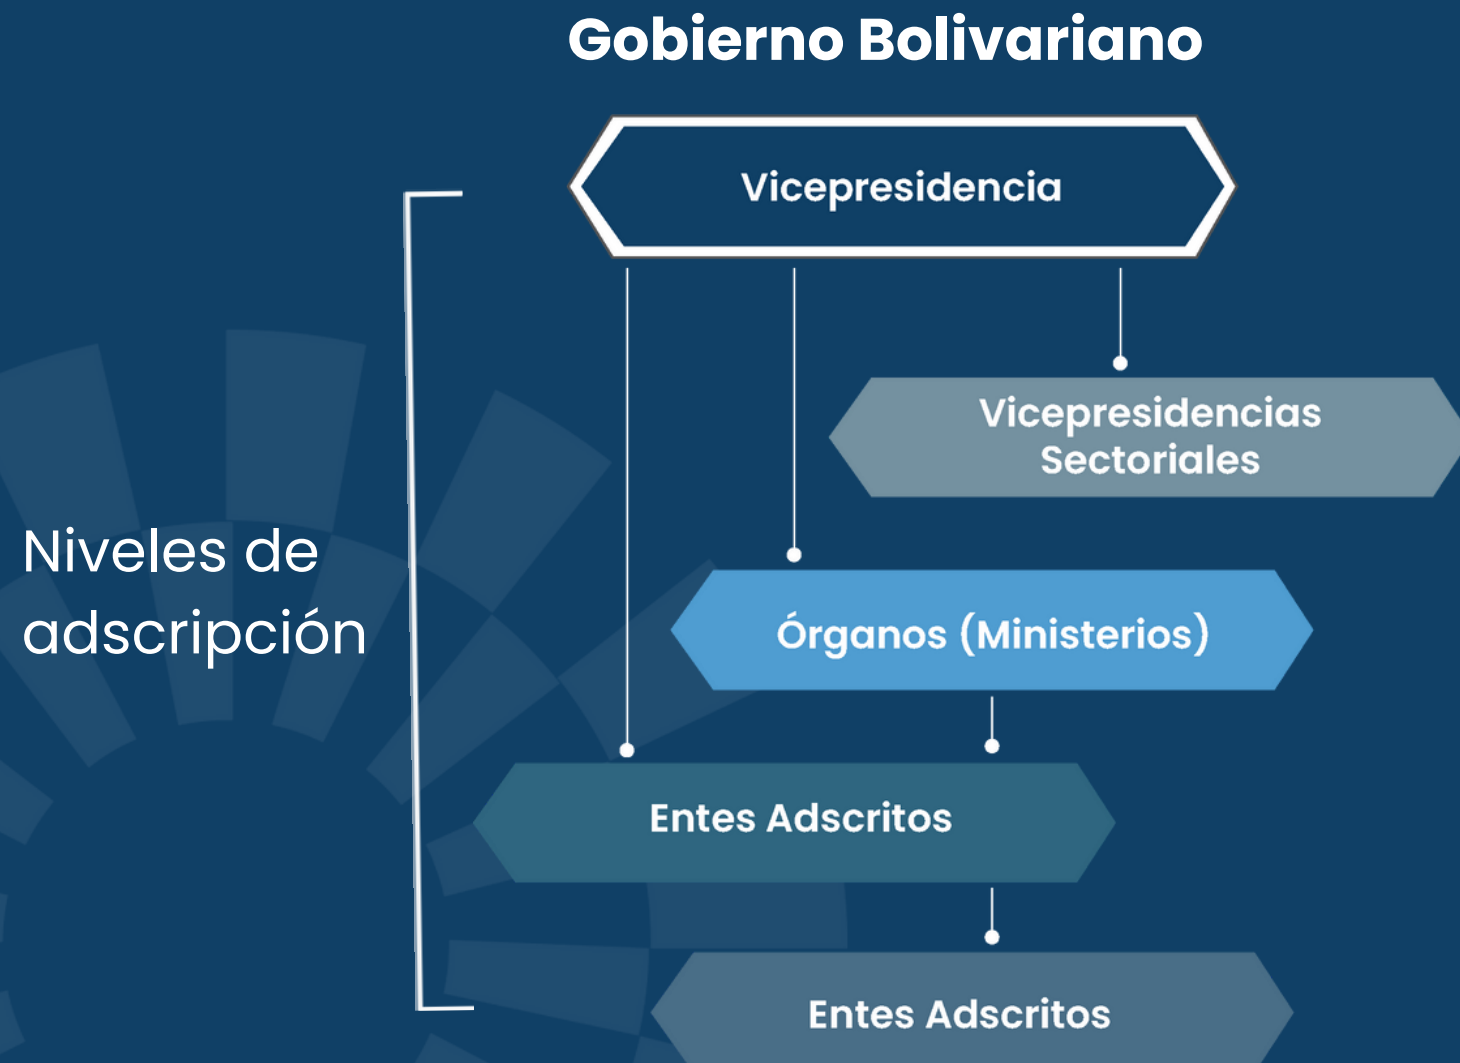 Gobierno Bolivariano
Vicepresidencia
Vicepresidencias
Sectoriales
Niveles de
adscripción
Órganos (Ministerios)
Entes Adscritos
Entes Adscritos